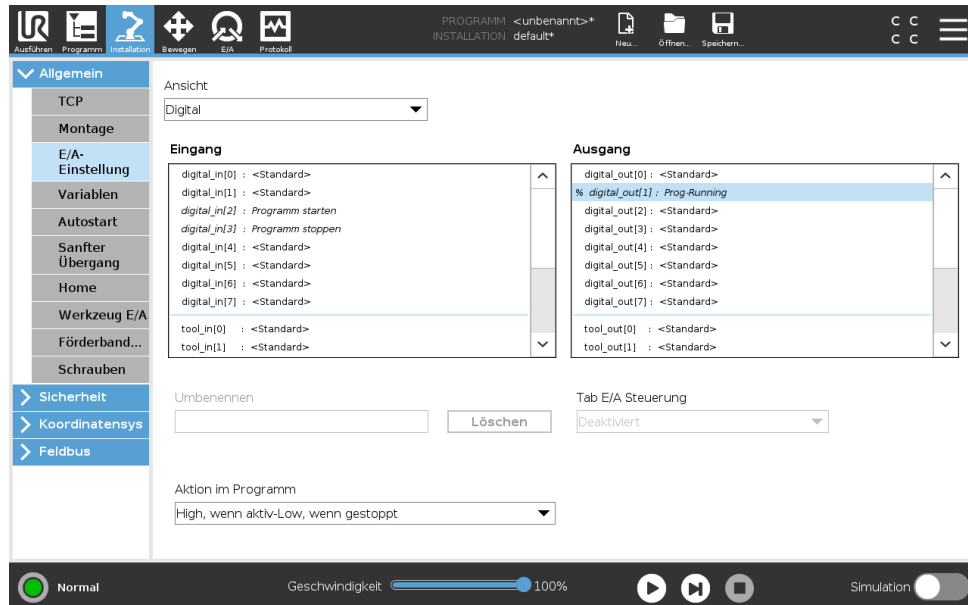 UR
PROGRAMM <unbenannt>*
INSTALLATION default*
C C
C C
Ausführen Programm Installation Bewegen E/A Protokoll Neu... Öffnen... Speichern...
Allgemein
TCP
Montage
E/A-
Einstellung
Variablen
Autostart
Sanfter
Übergang
Home
Werkzeug E/A
Förderband...
Schrauben
Sicherheit
Koordinatensys
Feldbus
Ansicht
Digital
Eingang
digital_in[0] : <Standard>
digital_in[1] : <Standard>
digital_in[2] : Programm starten
digital_in[3] : Programm stoppen
digital_in[4] : <Standard>
digital_in[5] : <Standard>
digital_in[6] : <Standard>
digital_in[7] : <Standard>
tool_in[0] : <Standard>
tool_in[1] : <Standard>
Ausgang
digital_out[0] : <Standard>
% digital_out[1] : Prog-Running
digital_out[2] : <Standard>
digital_out[3] : <Standard>
digital_out[4] : <Standard>
digital_out[5] : <Standard>
digital_out[6] : <Standard>
digital_out[7] : <Standard>
tool_out[0] : <Standard>
tool_out[1] : <Standard>
Umbenennen
Löschen
Tab E/A Steuerung
Deaktiviert
Aktion im Programm
High, wenn aktiv-Low, wenn gestoppt
Normal
Geschwindigkeit 100%
Simulation